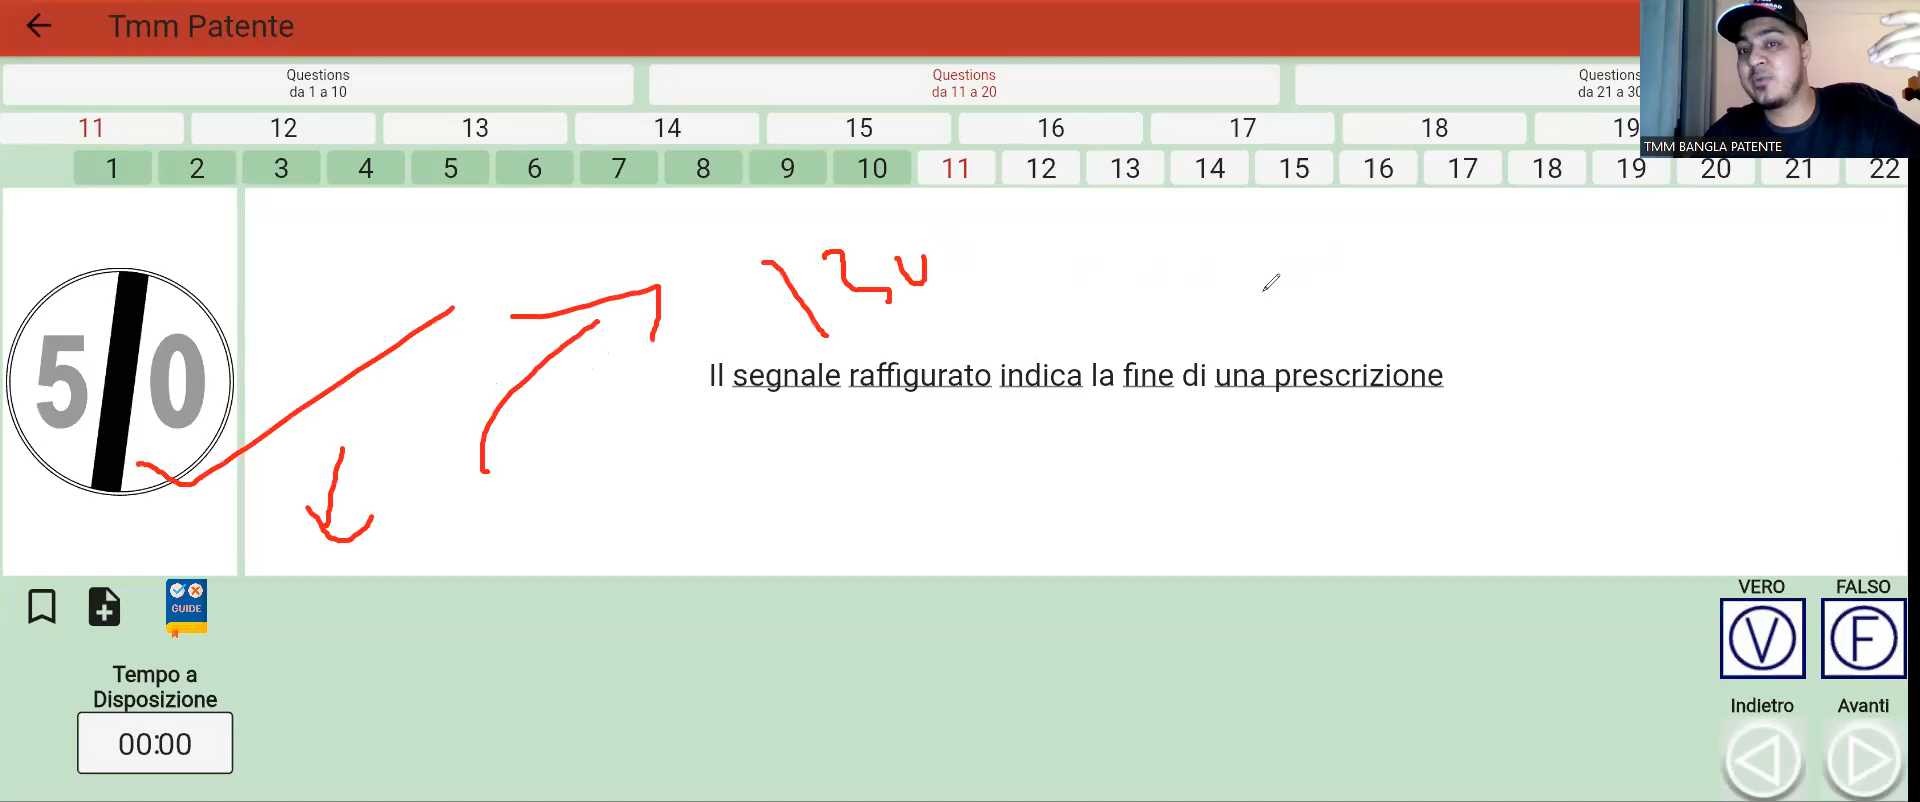 Tmm Patente
Questions
da 1 a 10
Questions
da 11 a 20
Questions
da 21 a 30
11 12 13 14 15 16 17 18 19
TMM BANGLA PATENTE
1 2 3 4 5 6 7 8 9 10 11 12 13 14 15 16 17 18 19 20 21 22
50
Il segnale raffigurato indica la fine di una prescrizione
GUIDE
VERO FALSO
V F
Tempo a
Disposizione
00:00
Indietro Avanti